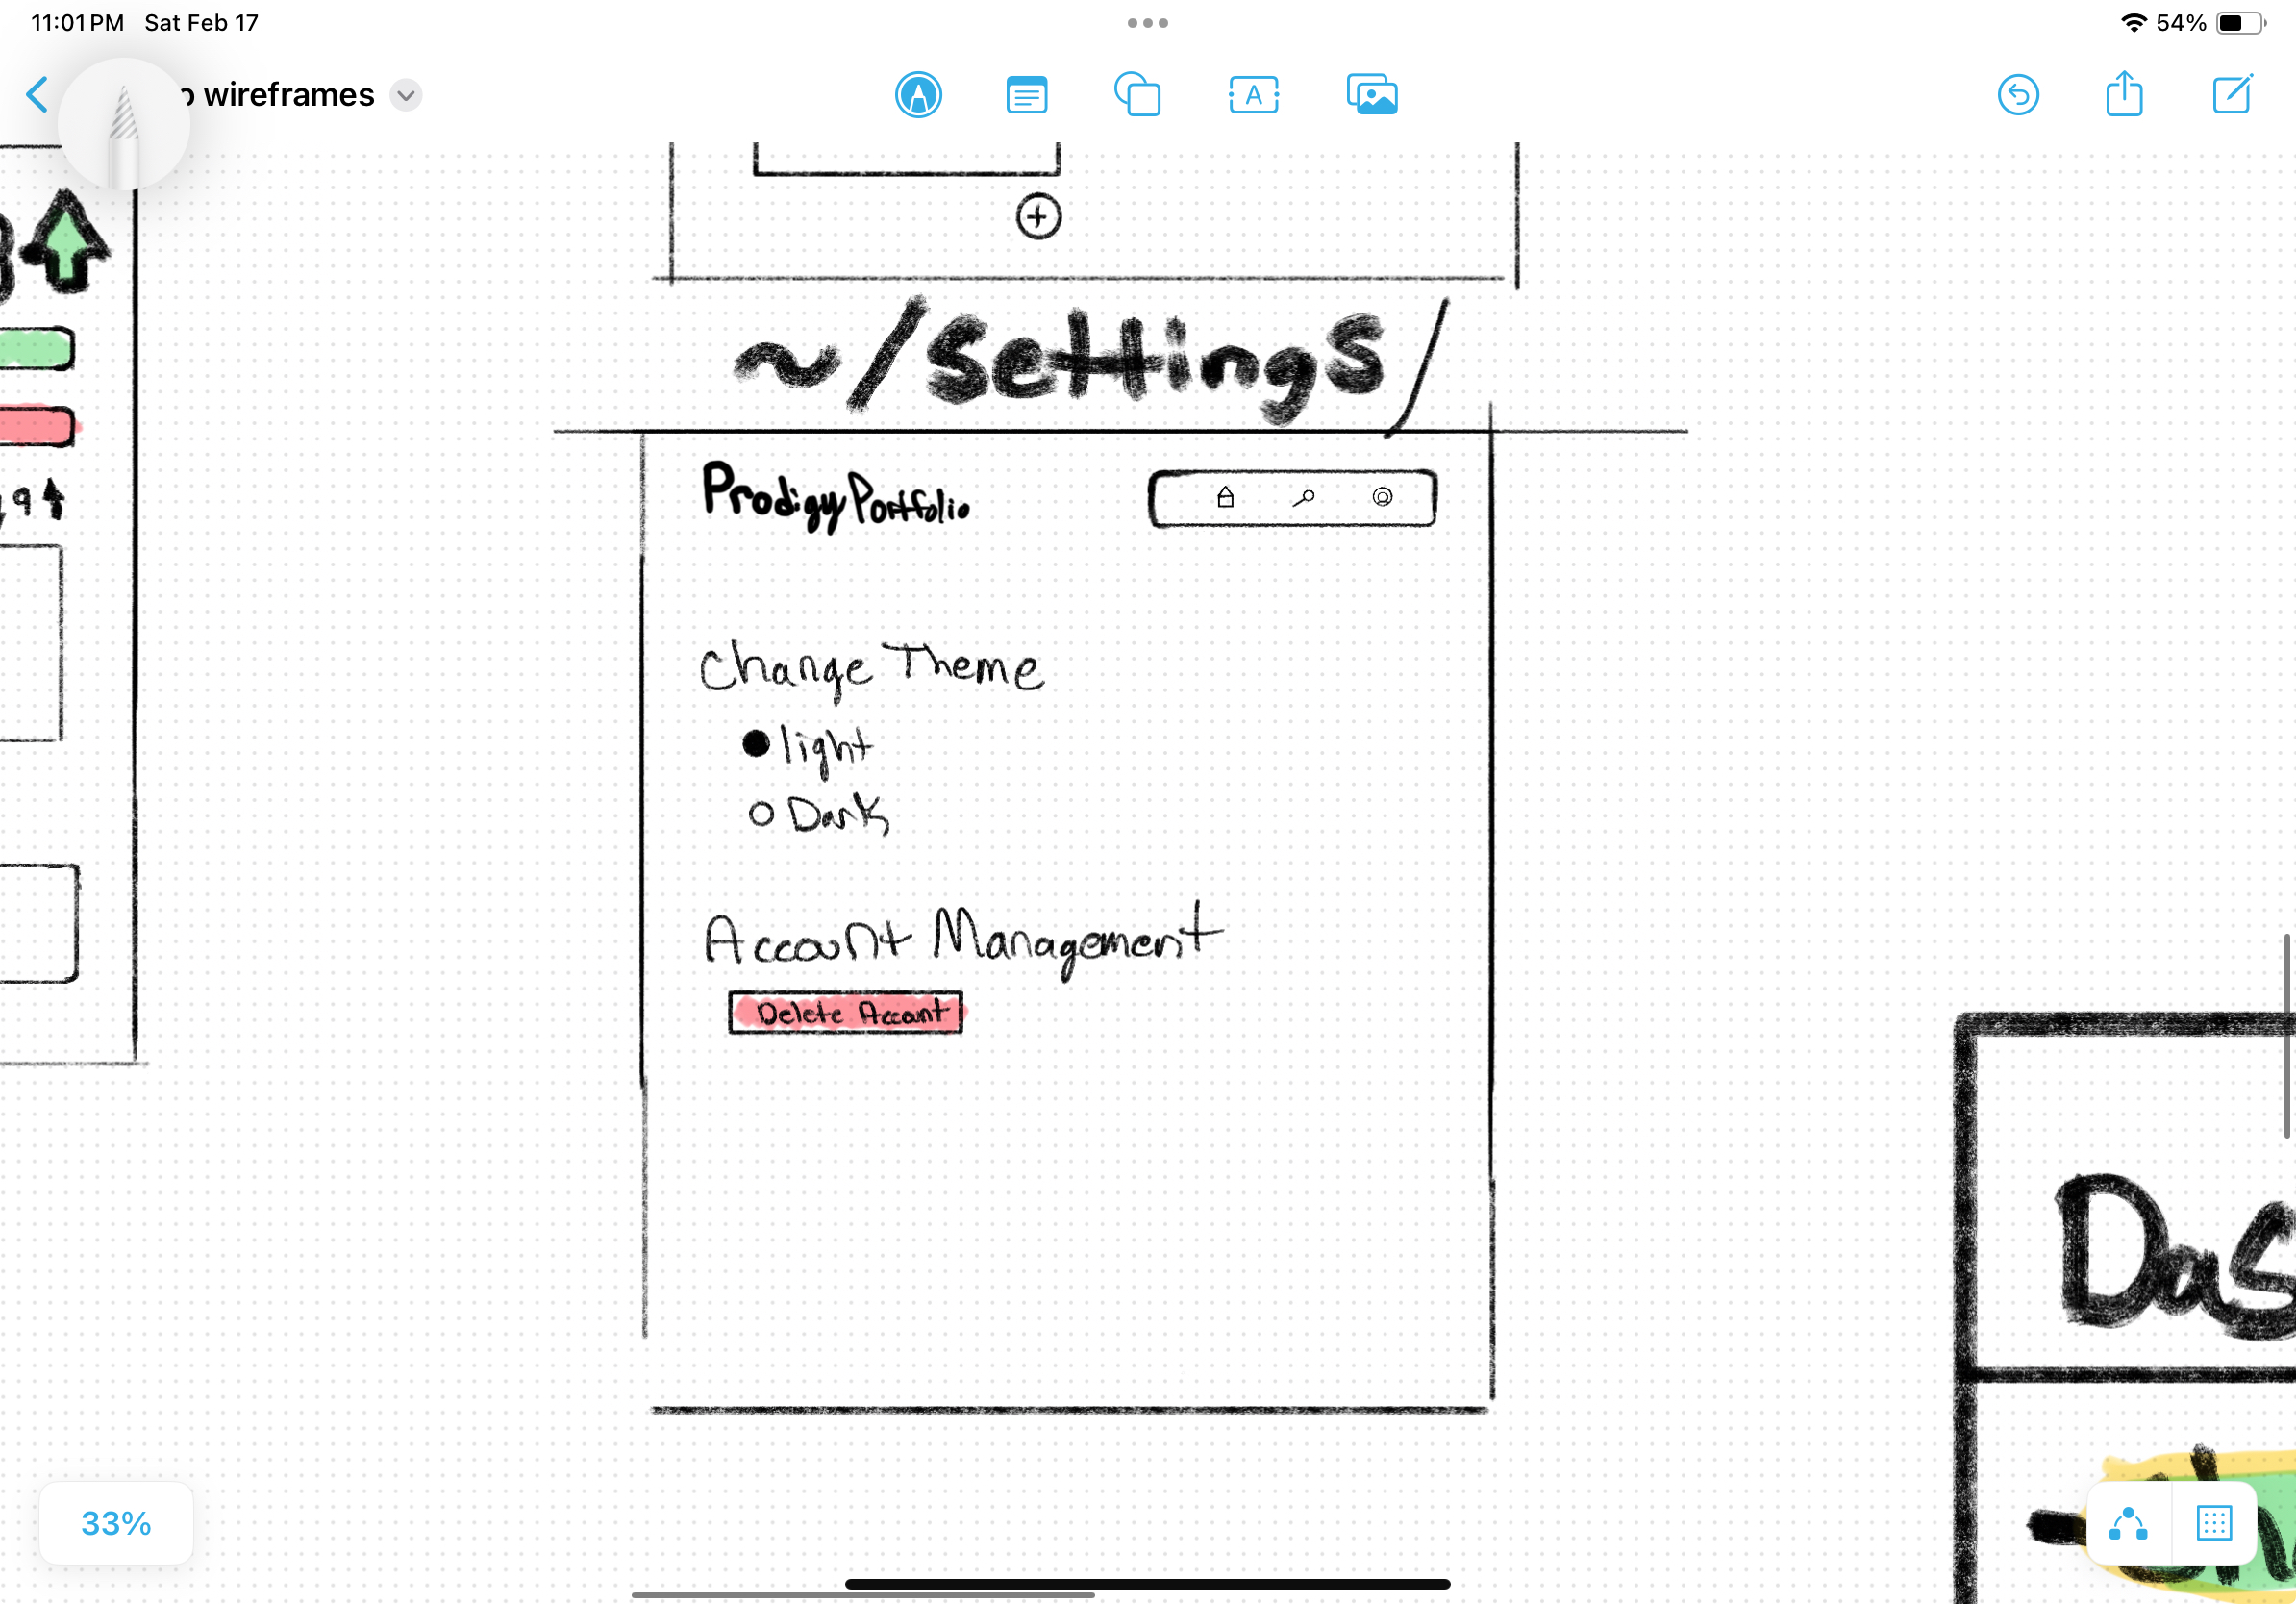 11:01 PM Sat Feb 17
54%
o wireframes
A
~/settings/
9
Prodigy Portfolio
Change Theme
light
Dark
Account Management
Delete Account
Das
33%